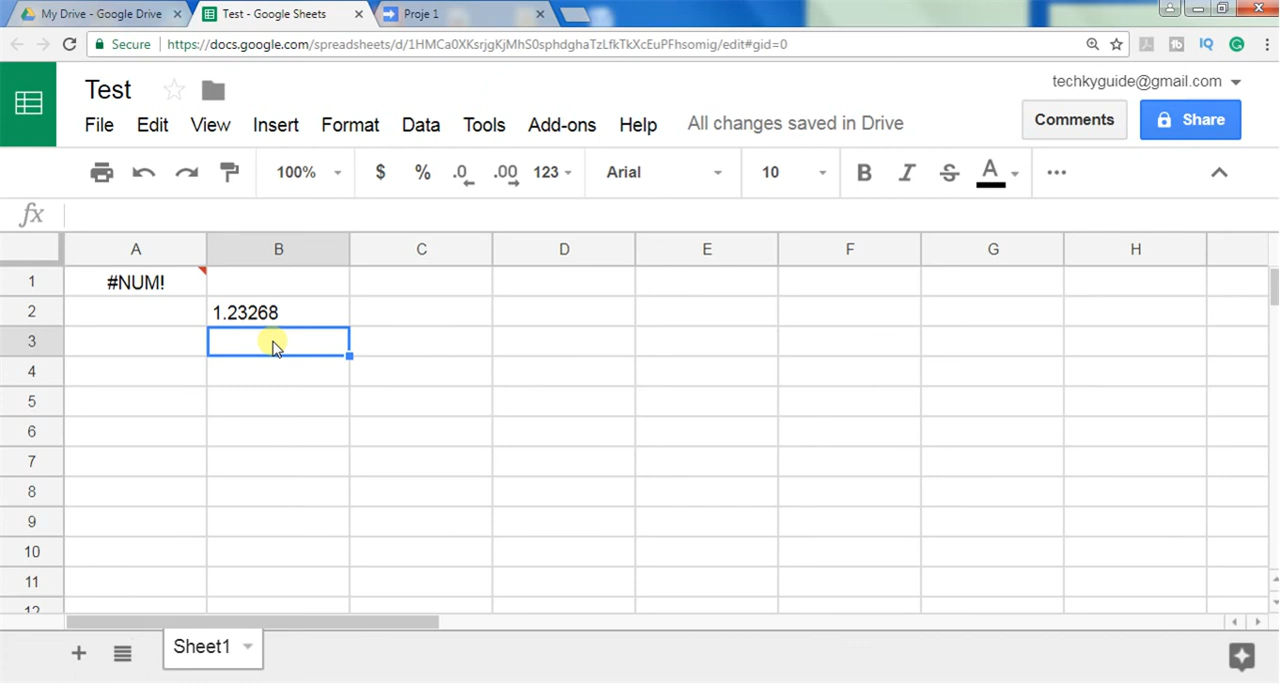 My Drive - Google Drive
Test - Google Sheets
Proje 1
Secure
https://docs.google.com/spreadsheets/d/1HMCa0XKsrjgKjMhS0sphdghaTzLfkTkXcEuPFhsomig/edit#gid=0
Test
techkyguide@gmail.com
File Edit View Insert Format Data Tools Add-ons Help All changes saved in Drive
Comments
Share
100% $ % .0 .00 123 Arial 10 B I S A
fx
A B C D E F G H
1 #NUM!
2 1.23268
3
4
5
6
7
8
9
10
11
12
+ Sheet1